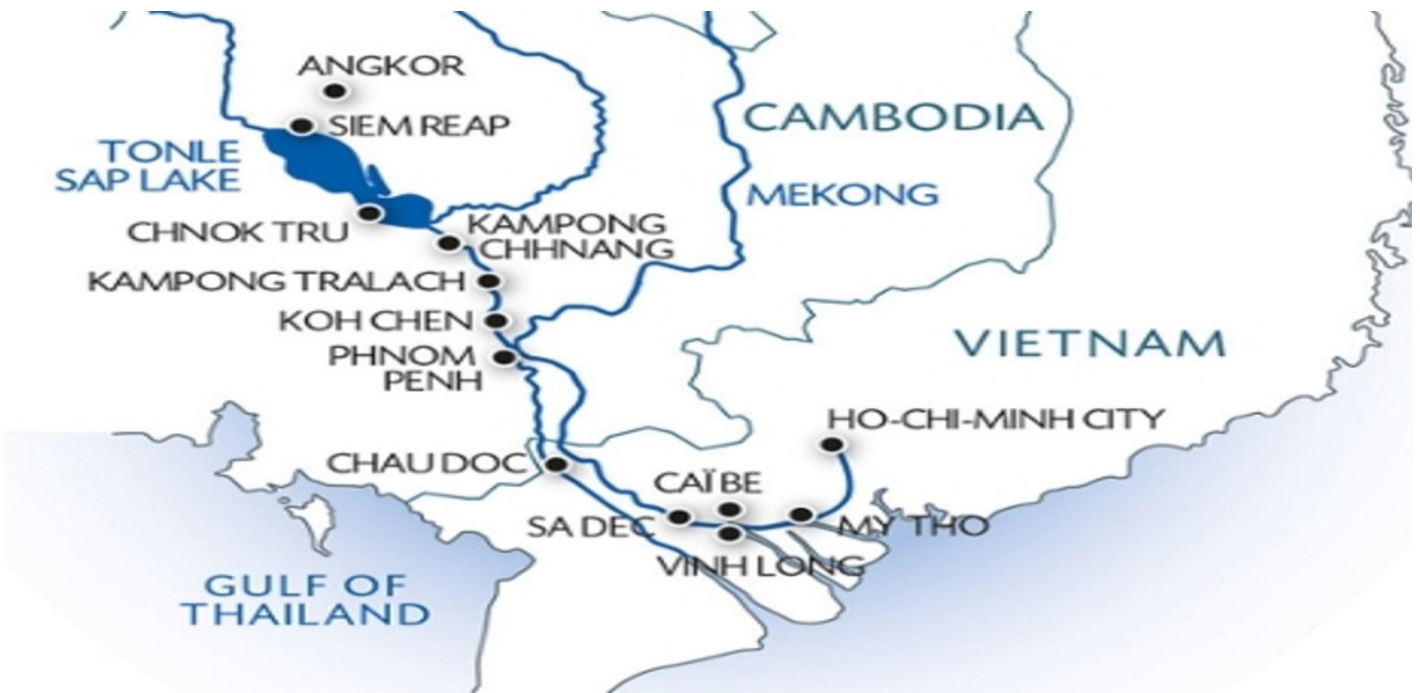 ANGKOR
SIEM REAP
CAMBODIA
TONLE
SAP LAKE
MEKONG
CHNOK TRU
KAMPONG
CHHNANG
KAMPONG TRALACH
KOH CHEN
PHNOM
PENH
VIETNAM
HO-CHI-MINH CITY
CHAU DOC
CAÏ BE
SA DEC
MY THO
VINH LONG
GULF OF
THAILAND